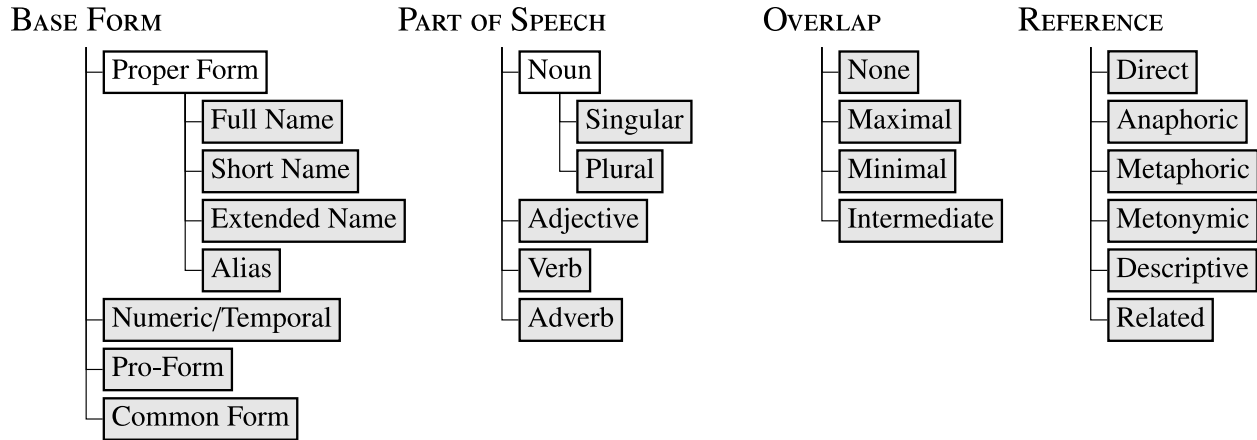 BASE FORM
Proper Form
Full Name
Short Name
Extended Name
Alias
Numeric/Temporal
Pro-Form
Common Form
PART OF SPEECH
Noun
Singular
Plural
Adjective
Verb
Adverb
OVERLAP
None
Maximal
Minimal
Intermediate
REFERENCE
Direct
Anaphoric
Metaphoric
Metonymic
Descriptive
Related